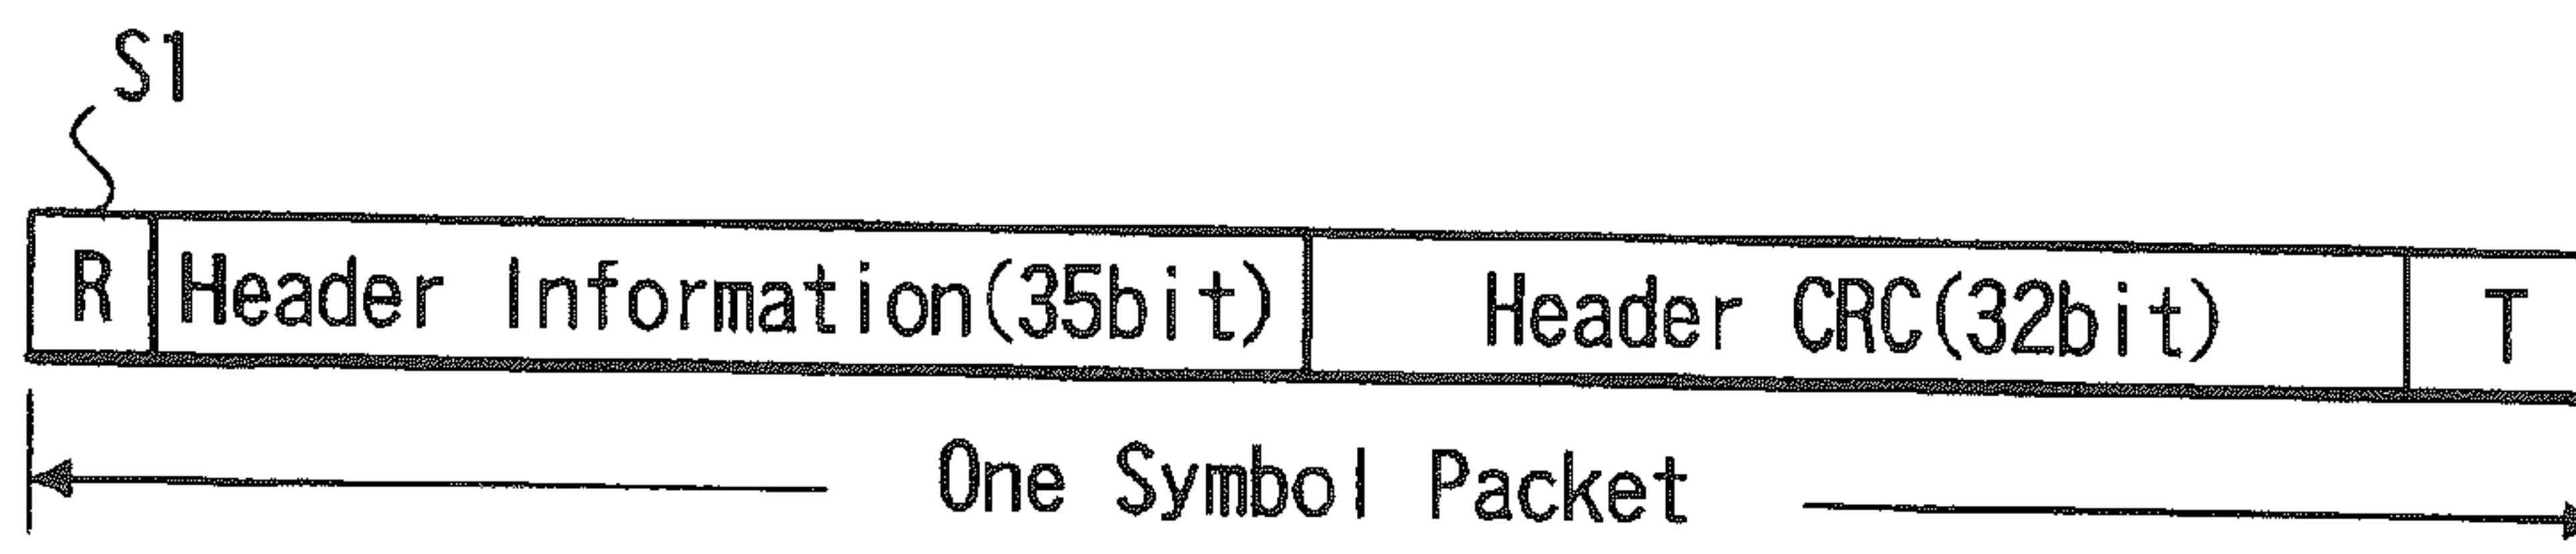 S1
R Header Information(35bit) Header CRC(32bit) T
One Symbol Packet